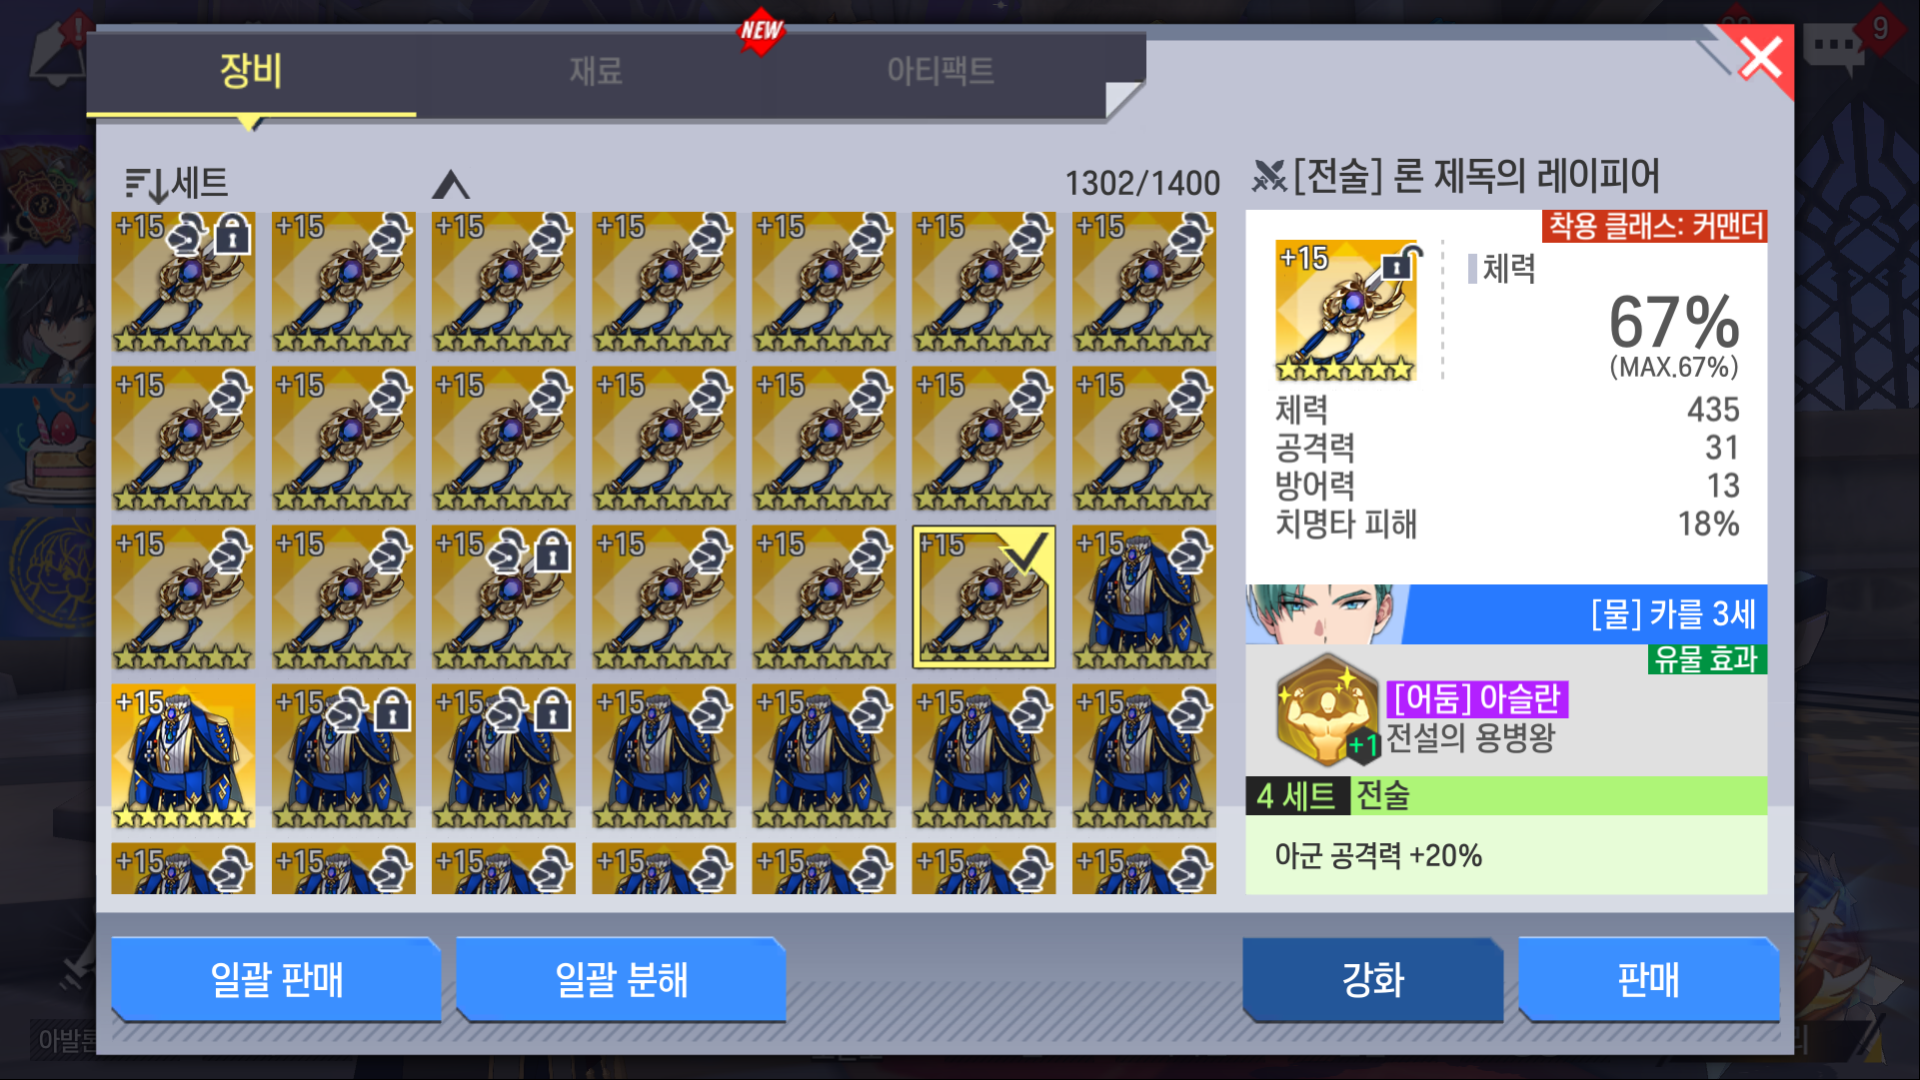 장비
재료
NEW
아티팩트
9
세트
1302/1400
[전술] 론 제독의 레이피어
착용 클래스: 커맨더
+15
체력
67%
(MAX.67%)
체력 435
공격력 31
방어력 13
치명타 피해 18%
[물] 카를 3세
유물 효과
[어둠] 아슬란
+1 전설의 용병왕
4 세트 전술
아군 공격력 +20%
+15 +15 +15 +15 +15 +15 +15
+15 +15 +15 +15 +15 +15 +15
+15 +15 +15 +15 +15 +15 +15
+15 +15 +15 +15 +15 +15 +15
+15 +15 +15 +15 +15 +15 +15
일괄 판매
일괄 분해
강화
판매